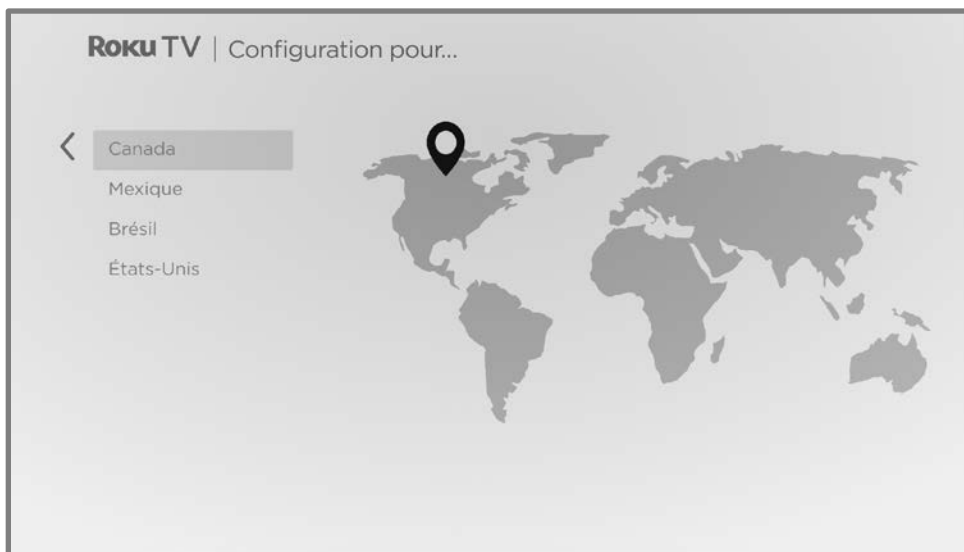 Roku TV | Configuration pour...
Canada
Mexique
Brésil
États-Unis